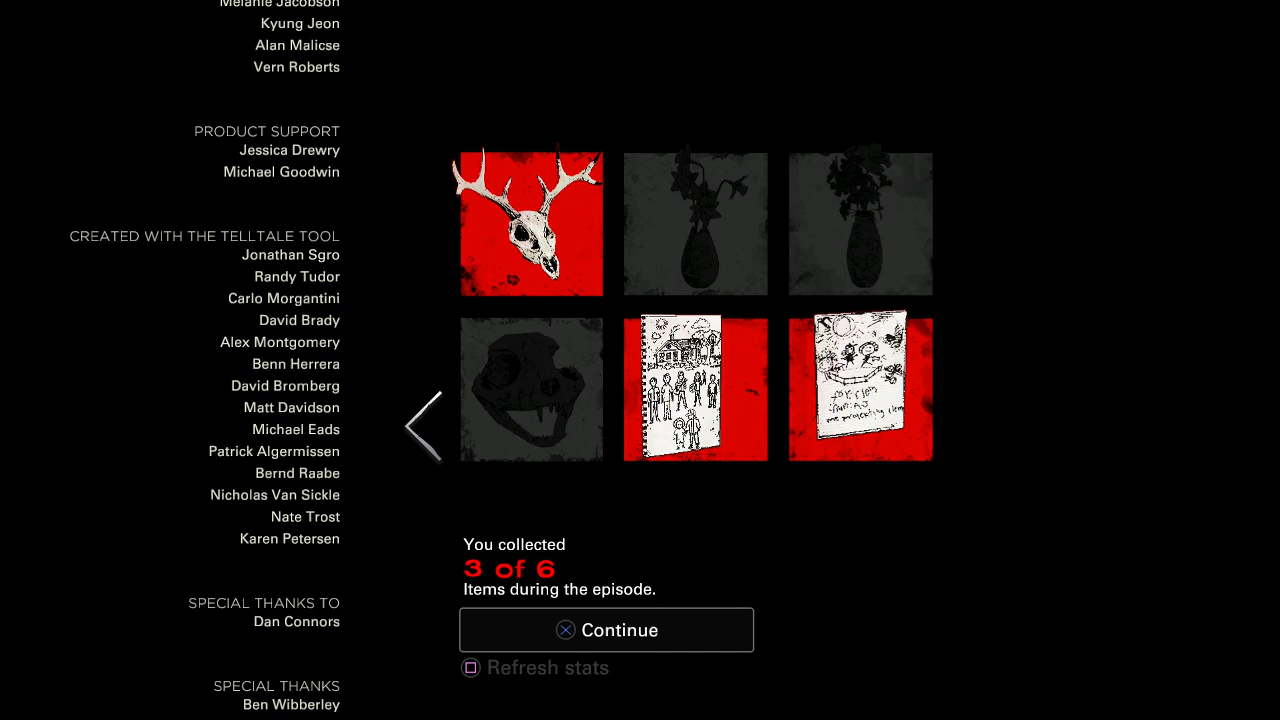 Melanie Jacobson
Kyung Jeon
Alan Malicse
Vern Roberts
PRODUCT SUPPORT
Jessica Drewry
Michael Goodwin
CREATED WITH THE TELLTALE TOOL
Jonathan Sgro
Randy Tudor
Carlo Morgantini
David Brady
Alex Montgomery
Benn Herrera
David Bromberg
Matt Davidson
Michael Eads
Patrick Algermissen
Bernd Raabe
Nicholas Van Sickle
Nate Trost
Karen Petersen
SPECIAL THANKS TO
Dan Connors
SPECIAL THANKS
Ben Wibberley
You collected
3 of 6
Items during the episode.
Continue
Refresh stats